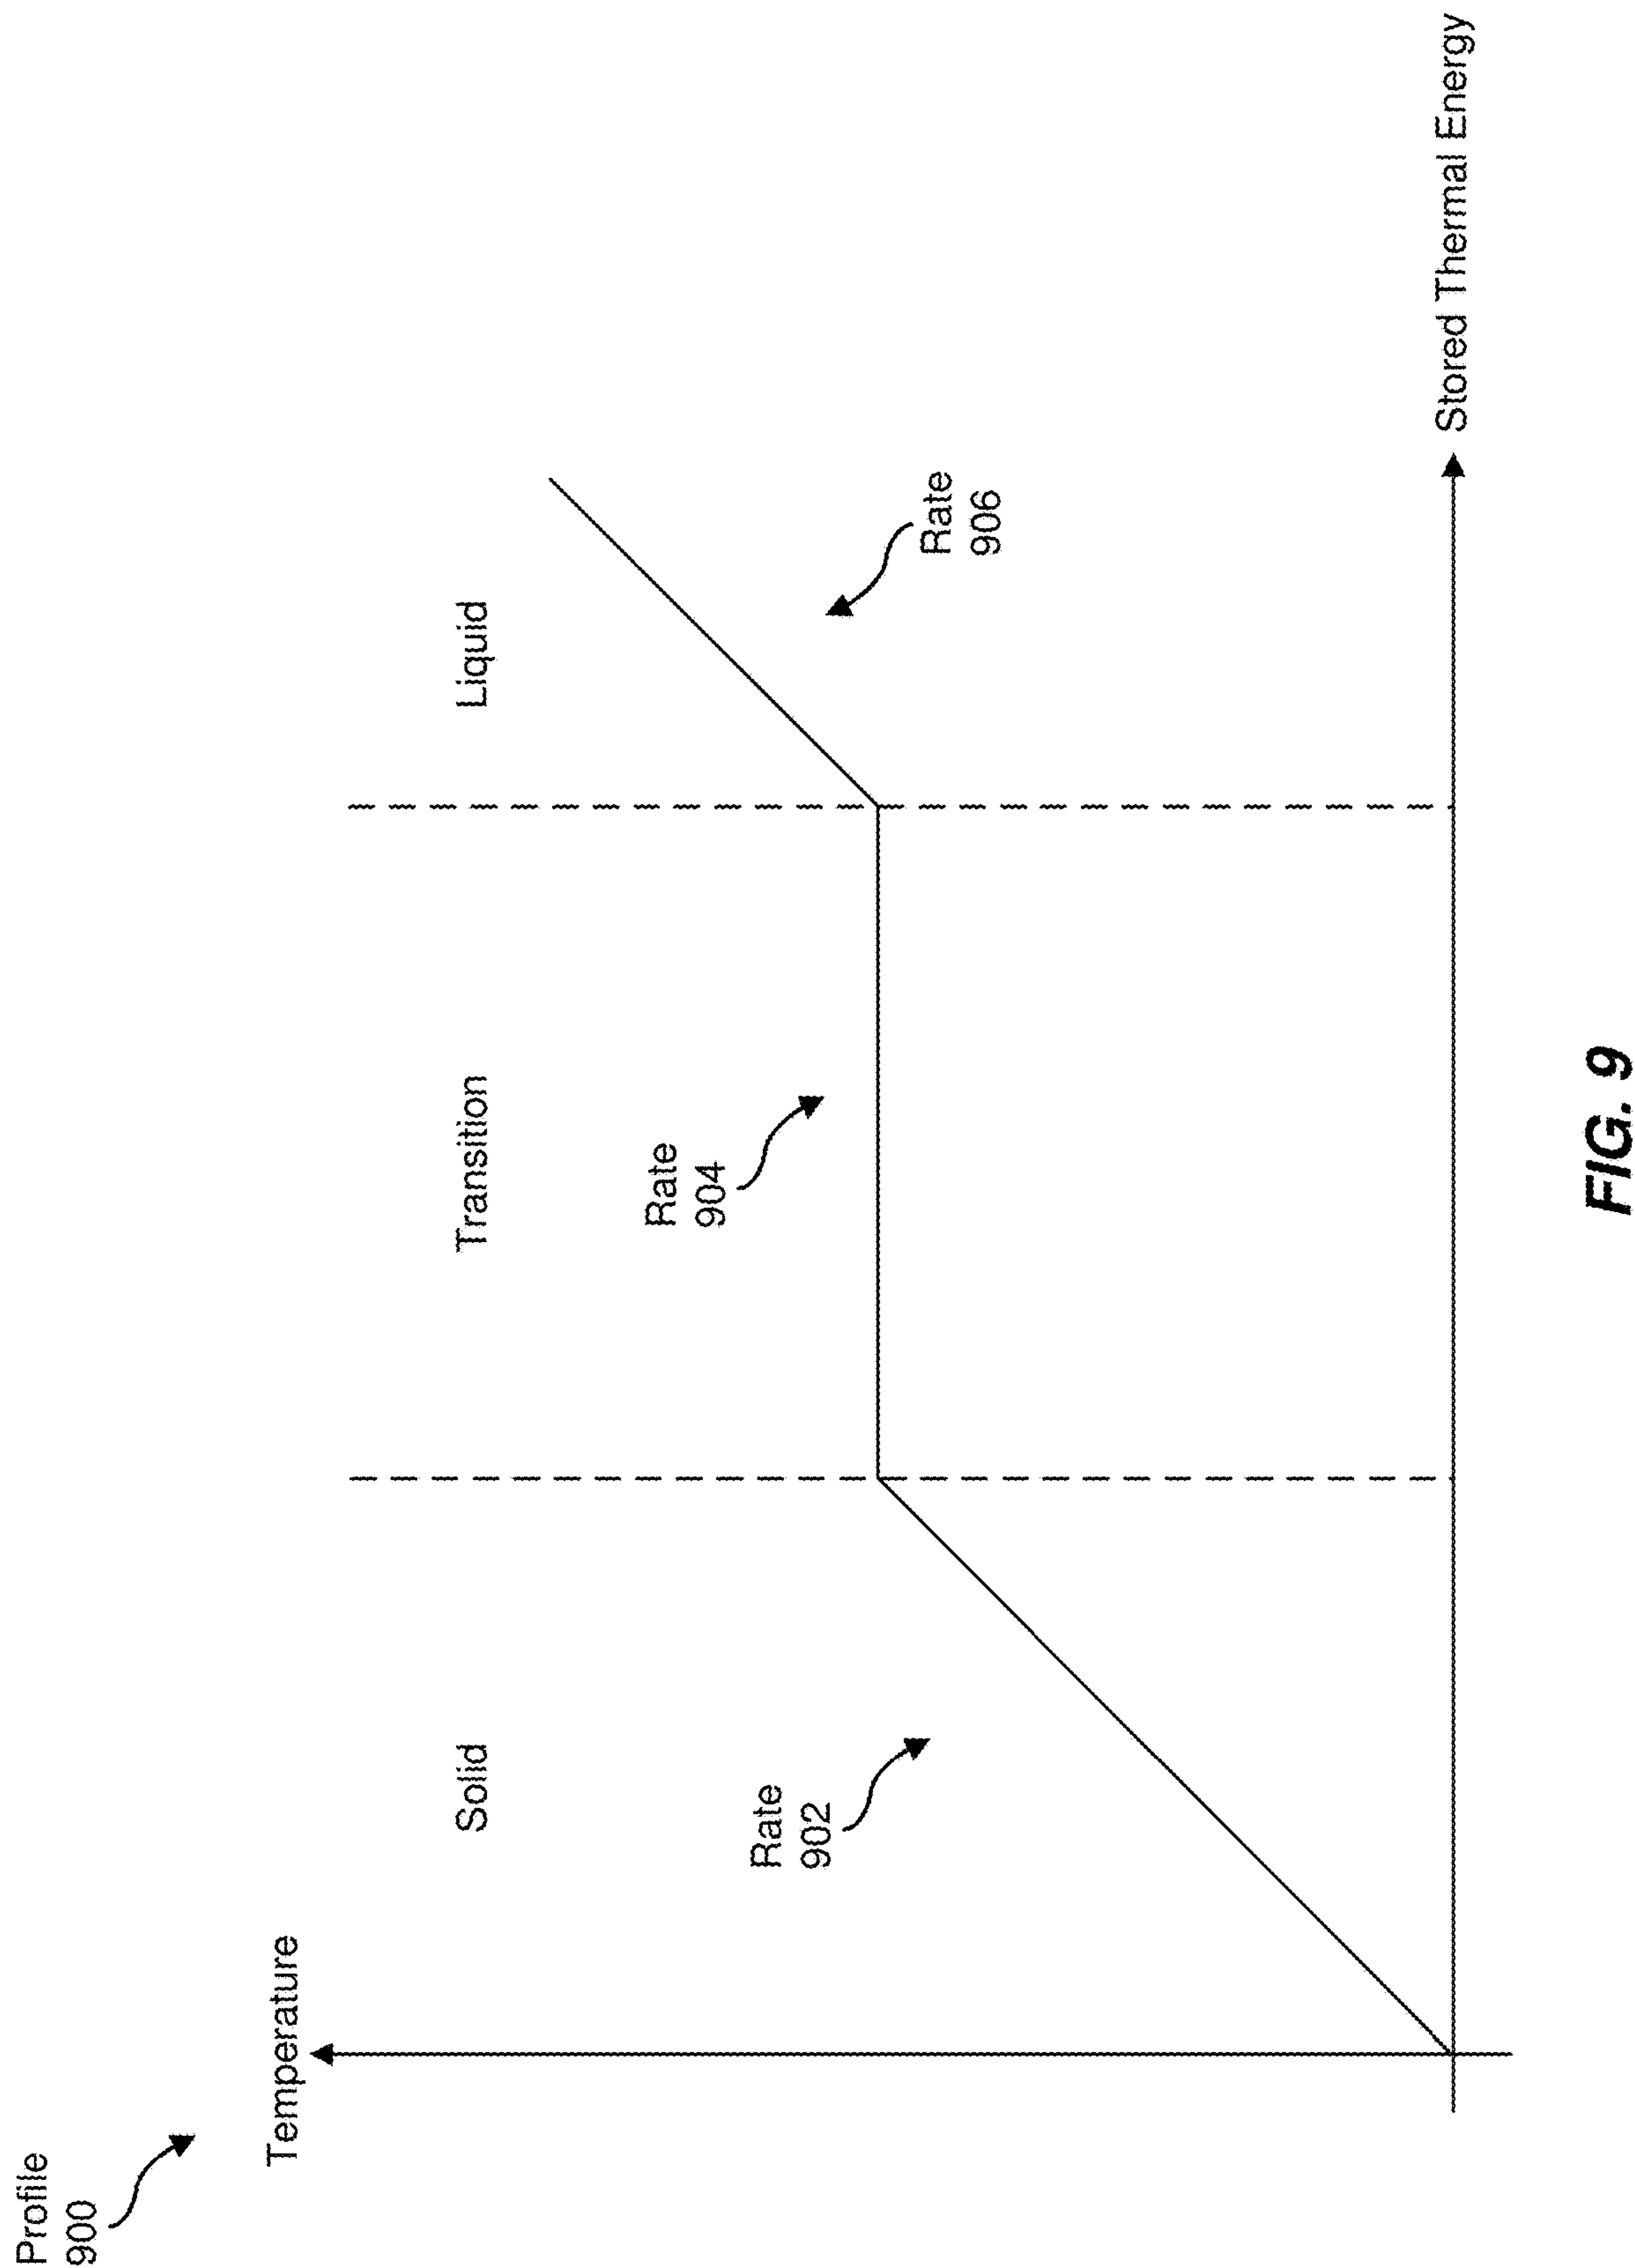 Profile
900
Temperature
Solid
Transition
Liquid
Rate
904
Rate
902
Rate
906
Stored Thermal Energy
FIG. 9